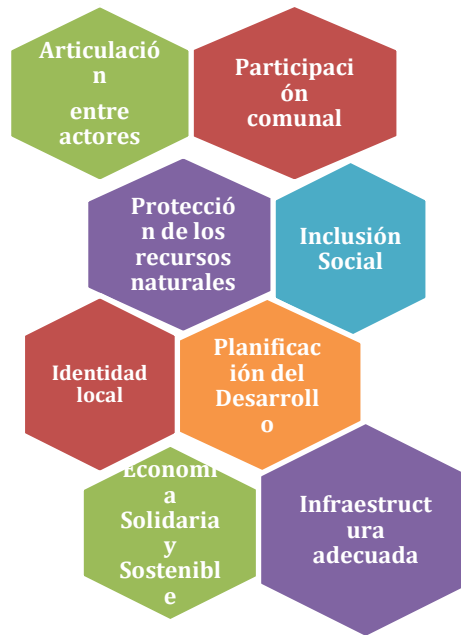 Articulació
n
entre
actores
Participaci
ón
comunal
Protecció
n de los
recursos
naturales
Inclusión
Social
Identidad
local
Planificac
ión del
Desarroll
o
Economí
a
Solidaria
y
Sostenibl
e
Infraestruct
ura
adecuada